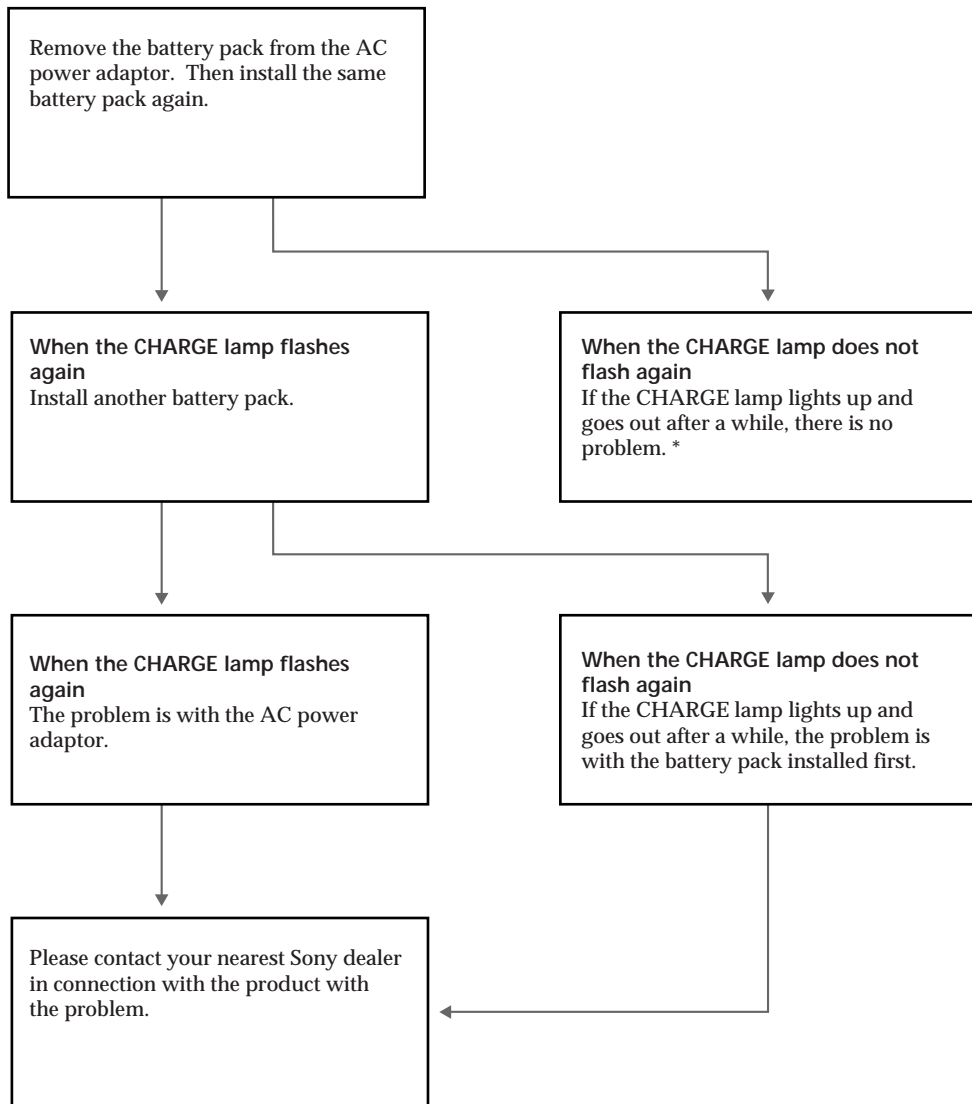 Remove the battery pack from the AC
power adaptor. Then install the same
battery pack again.
When the CHARGE lamp flashes
again
Install another battery pack.
When the CHARGE lamp does not
flash again
If the CHARGE lamp lights up and
goes out after a while, there is no
problem. *
When the CHARGE lamp flashes
again
The problem is with the AC power
adaptor.
When the CHARGE lamp does not
flash again
If the CHARGE lamp lights up and
goes out after a while, the problem is
with the battery pack installed first.
Please contact your nearest Sony dealer
in connection with the product with
the problem.